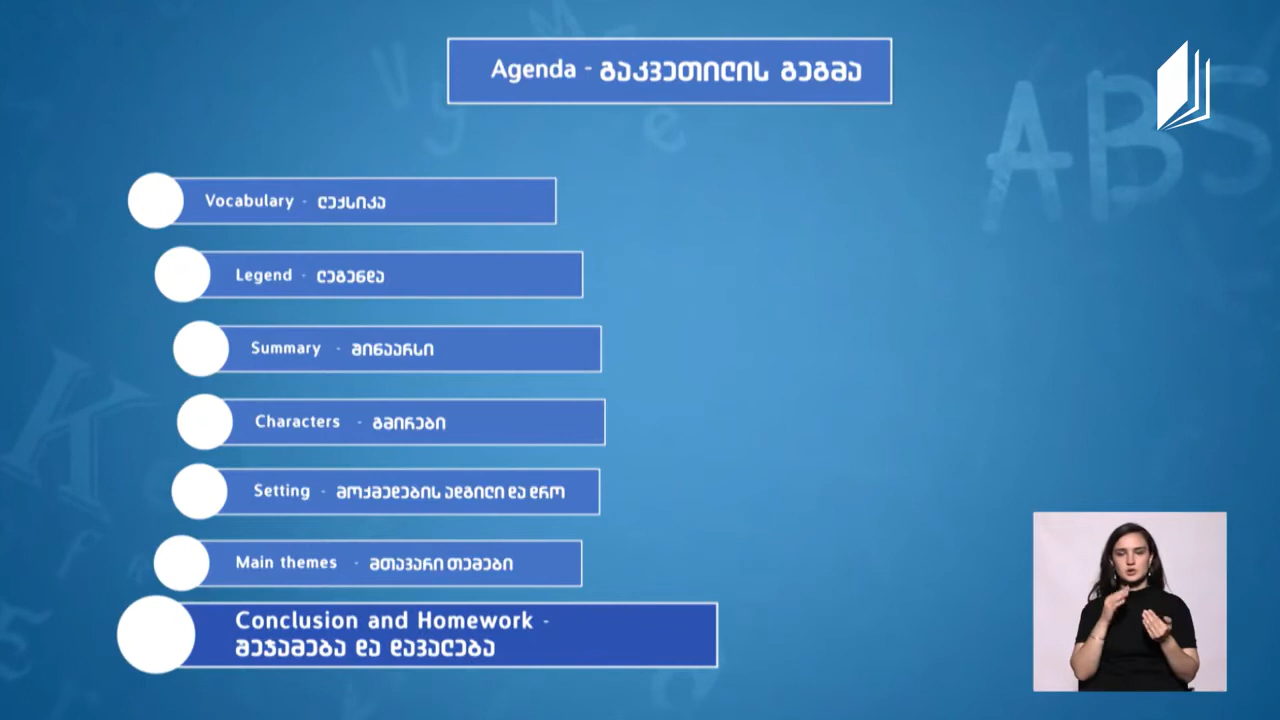 Agenda - გაკვეთილის გეგმა
Vocabulary - ლექსიკა
Legend - ლეგენდა
Summary - შინაარსი
Characters - გმირები
Setting - მოქმედების ადგილი და დრო
Main themes - მთავარი თემები
Conclusion and Homework -
შეჯამება და დავალება